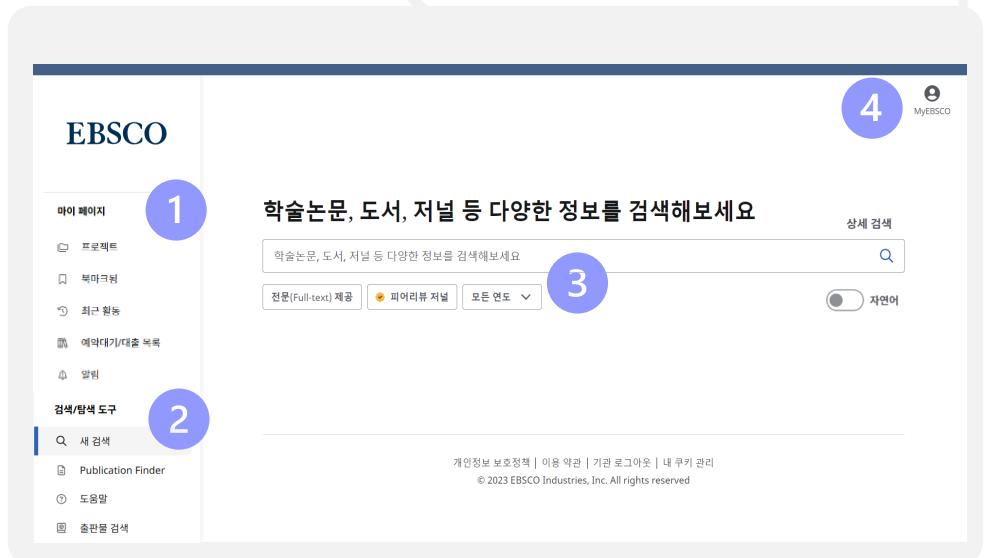 EBSCO
마이 페이지
1
프로젝트
북마크됨
최근 활동
예약대기/대출 목록
알림
검색/탐색 도구
2
새 검색
Publication Finder
도움말
출판물 검색
4
MyEBSCO
학술논문, 도서, 저널 등 다양한 정보를 검색해보세요
상세 검색
학술논문, 도서, 저널 등 다양한 정보를 검색해보세요
3
전문(Full-text) 제공
피어리뷰 저널
모든 연도
자연어
개인정보 보호정책 | 이용 약관 | 기관 로그아웃 | 내 쿠키 관리
© 2023 EBSCO Industries, Inc. All rights reserved